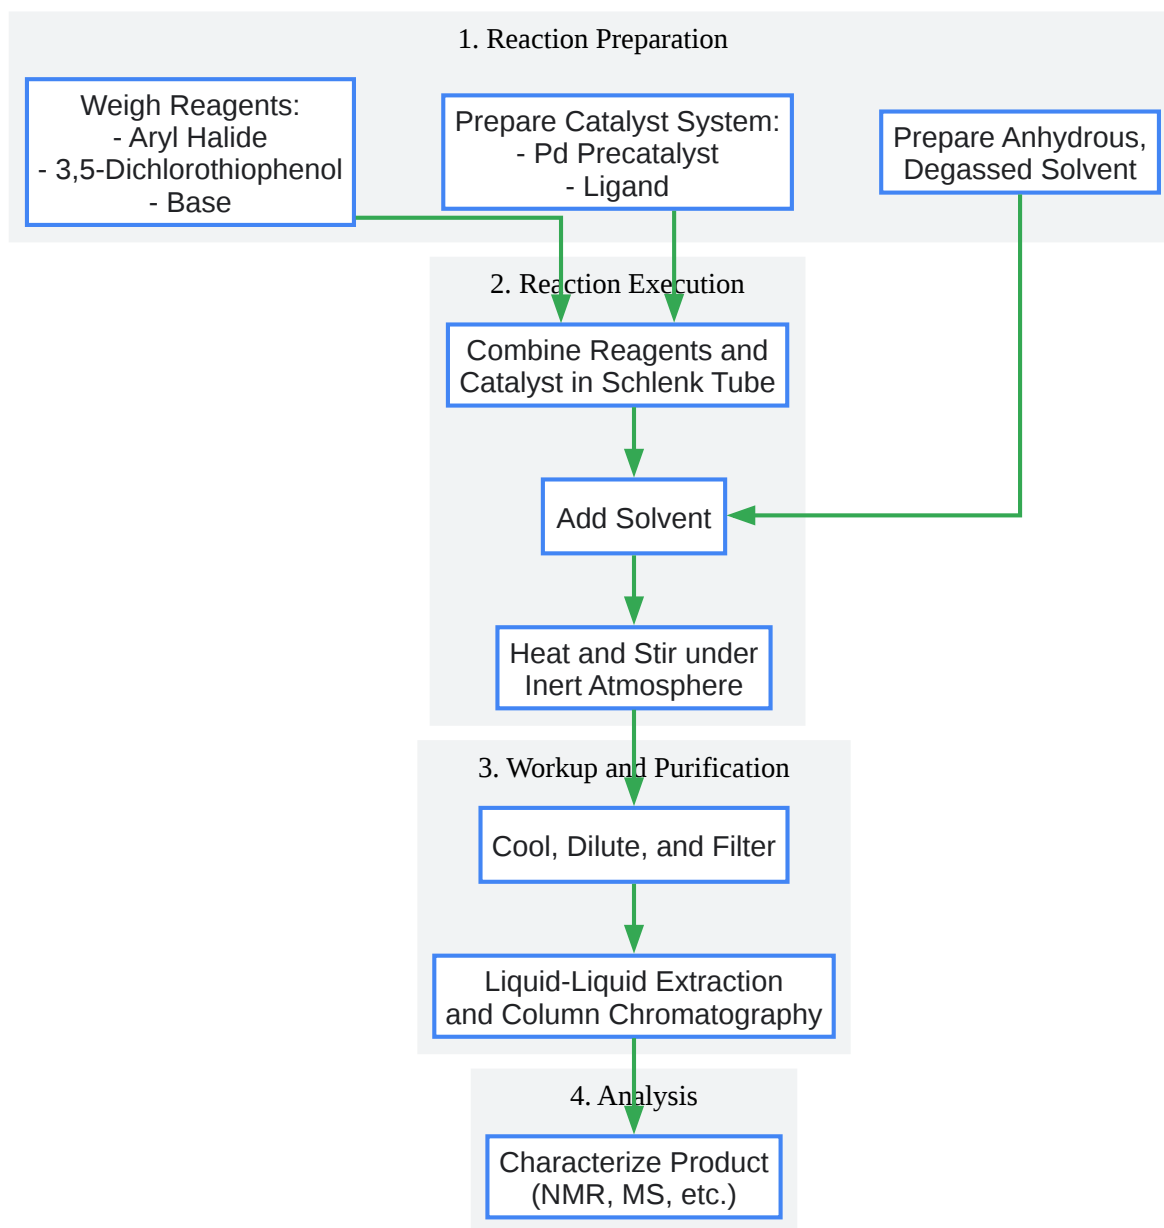 1. Reaction Preparation
Weigh Reagents:
- Aryl Halide
- 3,5-Dichlorothiophenol
- Base
Prepare Catalyst System:
- Pd Precatalyst
- Ligand
Prepare Anhydrous,
Degassed Solvent
2. Reaction Execution
Combine Reagents and
Catalyst in Schlenk Tube
Add Solvent
Heat and Stir under
Inert Atmosphere
3. Workup and Purification
Cool, Dilute, and Filter
Liquid-Liquid Extraction
and Column Chromatography
4. Analysis
Characterize Product
(NMR, MS, etc.)